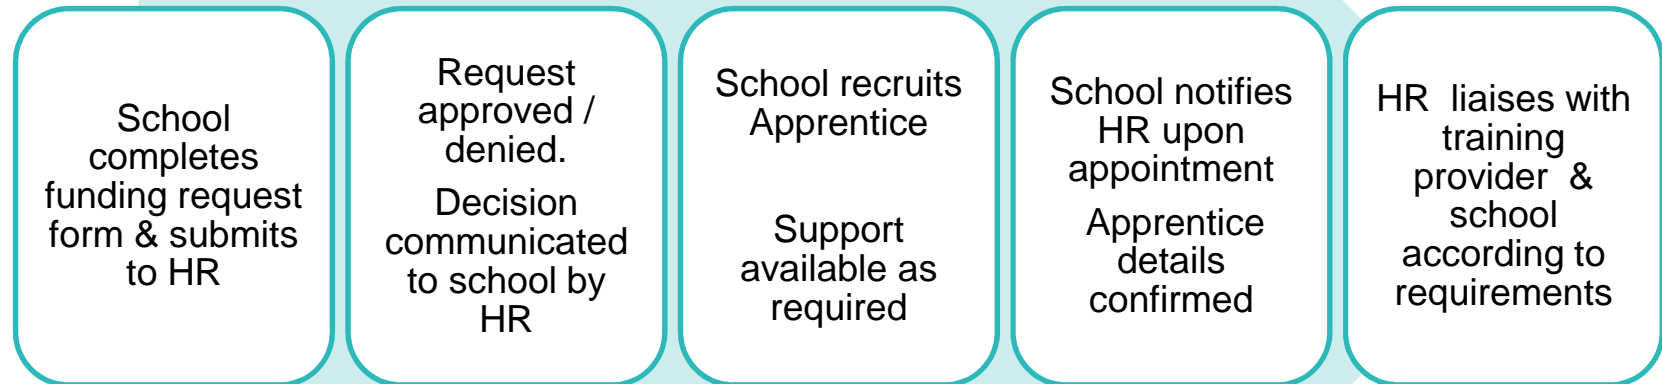 School
completes
funding request
form & submits
to HR
Request
approved /
denied.
Decision
communicated
to school by
HR
School recruits
Apprentice
Support
available as
required
School notifies
HR upon
appointment
Apprentice
details
confirmed
HR liaises with
training
provider &
school
according to
requirements